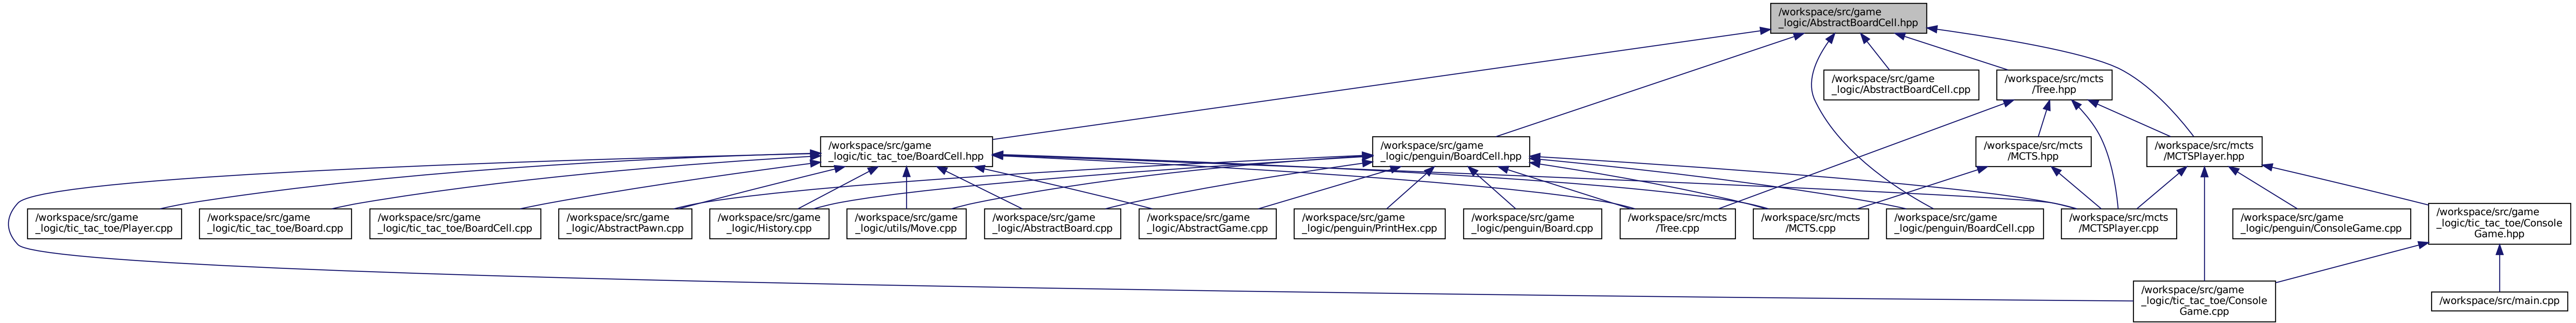 /workspace/src/game
_logic/AbstractBoardCell.hpp
/workspace/src/game
_logic/AbstractBoardCell.cpp
/workspace/src/mcts
/Tree.hpp
/workspace/src/game
_logic/tic_tac_toe/BoardCell.hpp
/workspace/src/game
_logic/penguin/BoardCell.hpp
/workspace/src/mcts
/MCTS.hpp
/workspace/src/mcts
/MCTSPlayer.hpp
/workspace/src/game
_logic/tic_tac_toe/Player.cpp
/workspace/src/game
_logic/tic_tac_toe/Board.cpp
/workspace/src/game
_logic/tic_tac_toe/BoardCell.cpp
/workspace/src/game
_logic/AbstractPawn.cpp
/workspace/src/game
_logic/History.cpp
/workspace/src/game
_logic/utils/Move.cpp
/workspace/src/game
_logic/AbstractBoard.cpp
/workspace/src/game
_logic/AbstractGame.cpp
/workspace/src/game
_logic/penguin/PrintHex.cpp
/workspace/src/game
_logic/penguin/Board.cpp
/workspace/src/mcts
/Tree.cpp
/workspace/src/mcts
/MCTS.cpp
/workspace/src/game
_logic/penguin/BoardCell.cpp
/workspace/src/mcts
/MCTSPlayer.cpp
/workspace/src/game
_logic/penguin/ConsoleGame.cpp
/workspace/src/game
_logic/tic_tac_toe/Console
Game.hpp
/workspace/src/game
_logic/tic_tac_toe/Console
Game.cpp
/workspace/src/main.cpp